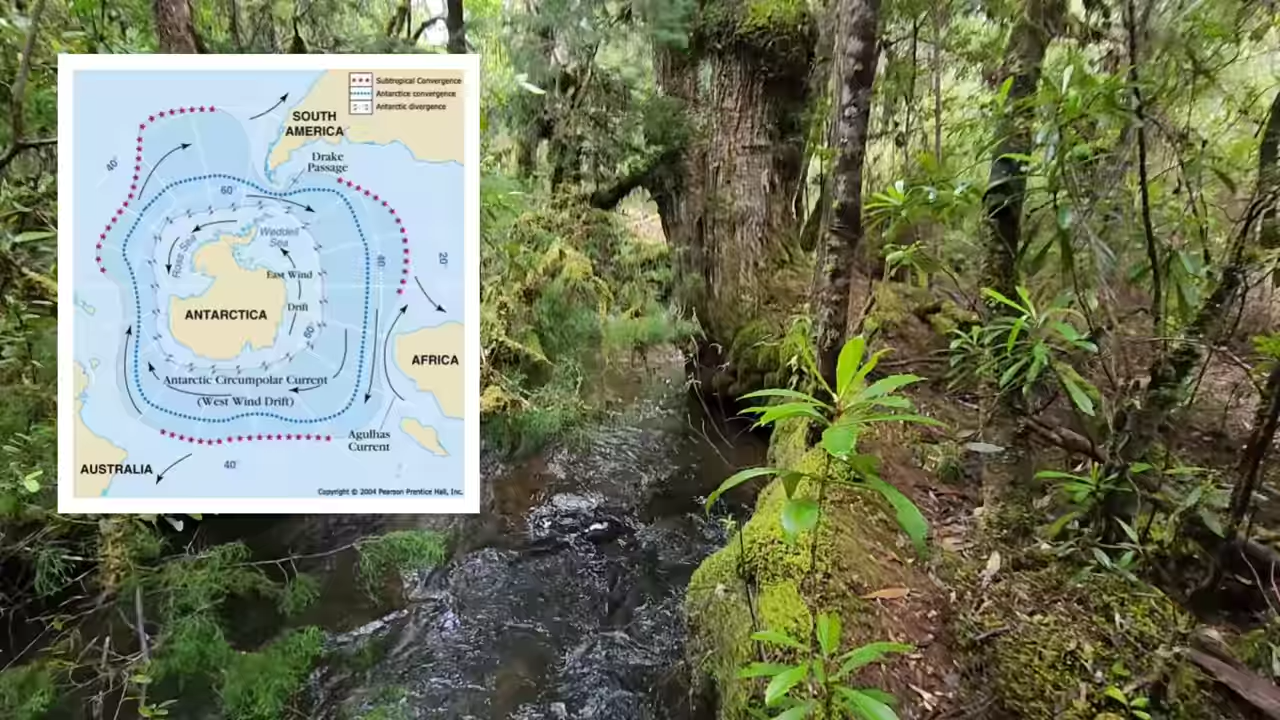 Subtropical Convergence
Antarctice convergence
Antarctic divergence
SOUTH
AMERICA
Drake
Passage
40°
60°
Weddell
Sea
Ross Sea
40°
20°
East Wind
Drift
ANTARCTICA
60°
AFRICA
Antarctic Circumpolar Current
(West Wind Drift)
Agulhas
Current
AUSTRALIA
40°
Copyright © 2004 Pearson Prentice Hall, Inc.